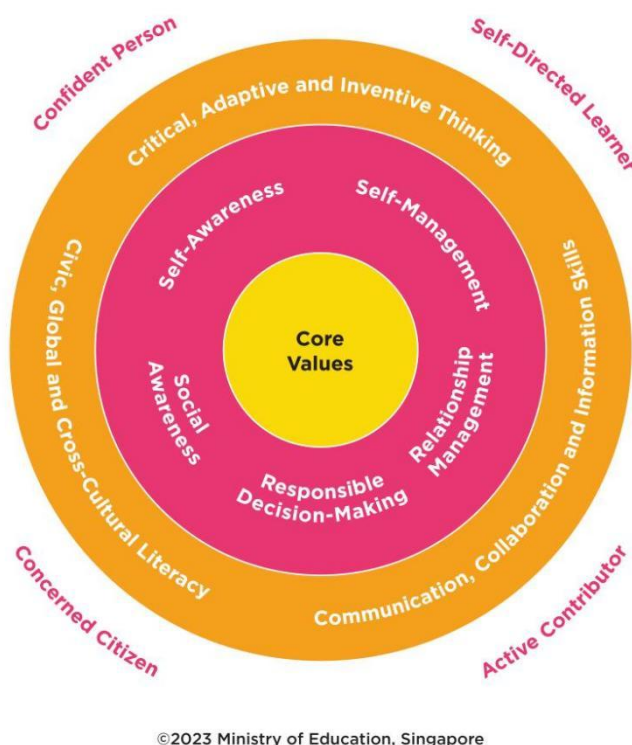 Confident Person
Self-Directed Learner
Critical, Adaptive and Inventive Thinking
Self-Awareness
Self-Management
Civic, Global and Cross-Cultural Literacy
Core
Values
Communication, Collaboration and Information Skills
Social
Awareness
Relationship
Management
Responsible
Decision-Making
Concerned Citizen
Active Contributor
©2023 Ministry of Education, Singapore